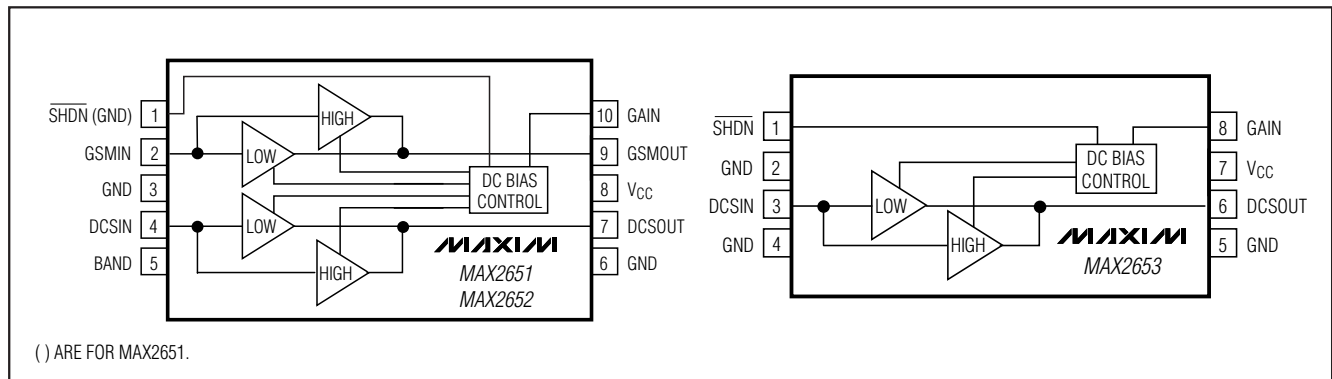 SHDN (GND) 1
GSMIN 2
GND 3
DCSIN 4
BAND 5
HIGH
LOW
LOW
HIGH
DC BIAS
CONTROL
MAXIM
MAX2651
MAX2652
10 GAIN
9 GSMOUT
8 VCC
7 DCSOUT
6 GND
SHDN 1
GND 2
DCSIN 3
GND 4
LOW
HIGH
DC BIAS
CONTROL
MAXIM
MAX2653
8 GAIN
7 VCC
6 DCSOUT
5 GND
( ) ARE FOR MAX2651.